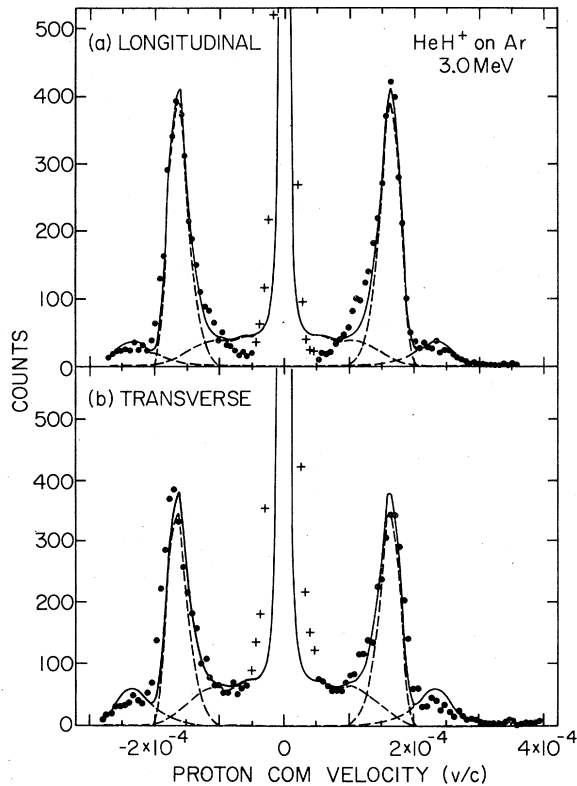 500
(a) LONGITUDINAL
HeH+ on Ar
3.0 MeV
400
300
200
100
0
COUNTS
(b) TRANSVERSE
500
400
300
200
100
0
-2×10⁻⁴
0
2×10⁻⁴
4×10⁻⁴
PROTON COM VELOCITY (v/c)